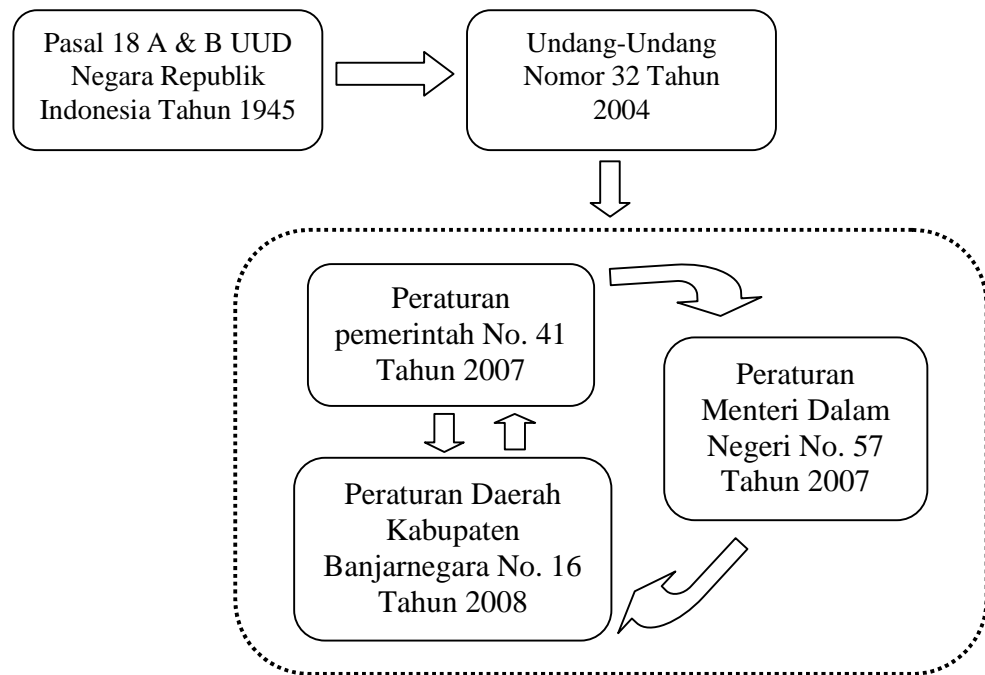 Pasal 18 A & B UUD
Negara Republik
Indonesia Tahun 1945
Undang-Undang
Nomor 32 Tahun
2004
Peraturan
pemerintah No. 41
Tahun 2007
Peraturan
Menteri Dalam
Negeri No. 57
Tahun 2007
Peraturan Daerah
Kabupaten
Banjarnegara No. 16
Tahun 2008